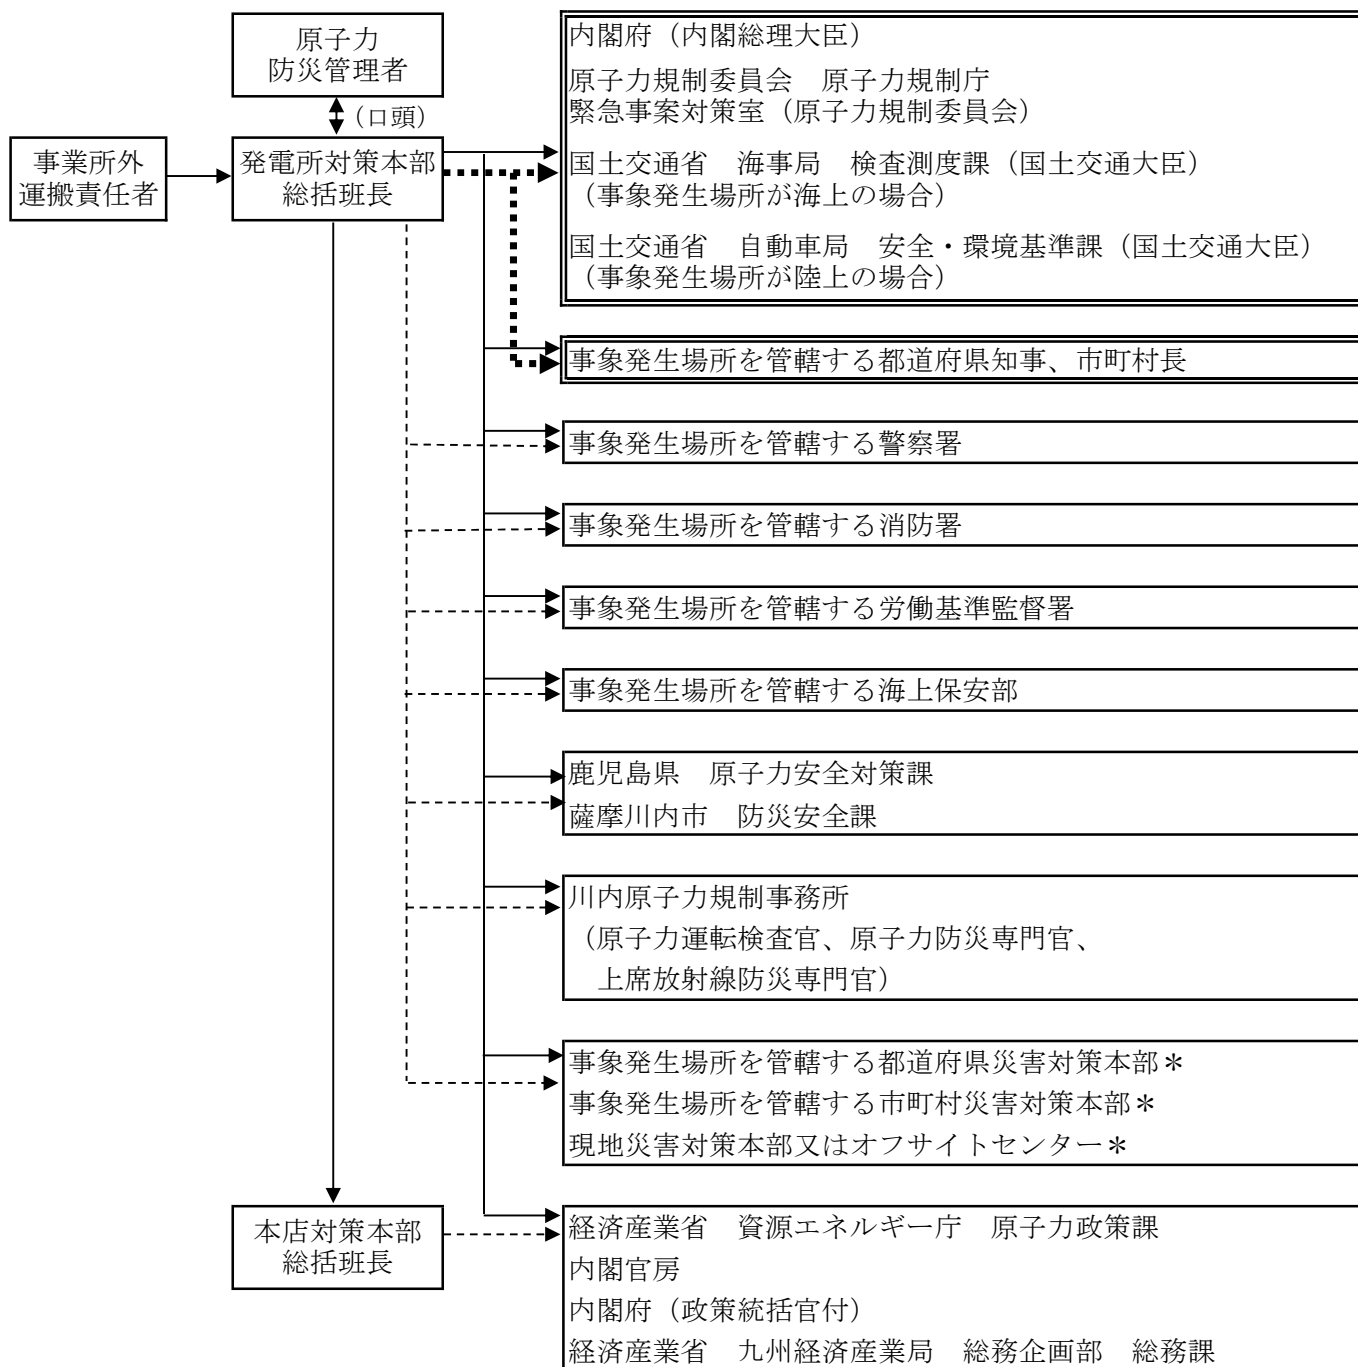 原子力
防災管理者
(口頭)
事業所外
運搬責任者
発電所対策本部
総括班長
内閣府（内閣総理大臣）
原子力規制委員会　原子力規制庁
緊急事案対策室（原子力規制委員会）
国土交通省　海事局　検査測度課（国土交通大臣）
（事象発生場所が海上の場合）
国土交通省　自動車局　安全・環境基準課（国土交通大臣）
（事象発生場所が陸上の場合）
事象発生場所を管轄する都道府県知事、市町村長
事象発生場所を管轄する警察署
事象発生場所を管轄する消防署
事象発生場所を管轄する労働基準監督署
事象発生場所を管轄する海上保安部
鹿児島県　原子力安全対策課
薩摩川内市　防災安全課
川内原子力規制事務所
（原子力運転検査官、原子力防災専門官、
上席放射線防災専門官）
事象発生場所を管轄する都道府県災害対策本部＊
事象発生場所を管轄する市町村災害対策本部＊
現地災害対策本部又はオフサイトセンター＊
本店対策本部
総括班長
経済産業省　資源エネルギー庁　原子力政策課
内閣官房
内閣府（政策統括官付）
経済産業省　九州経済産業局　総務企画部　総務課